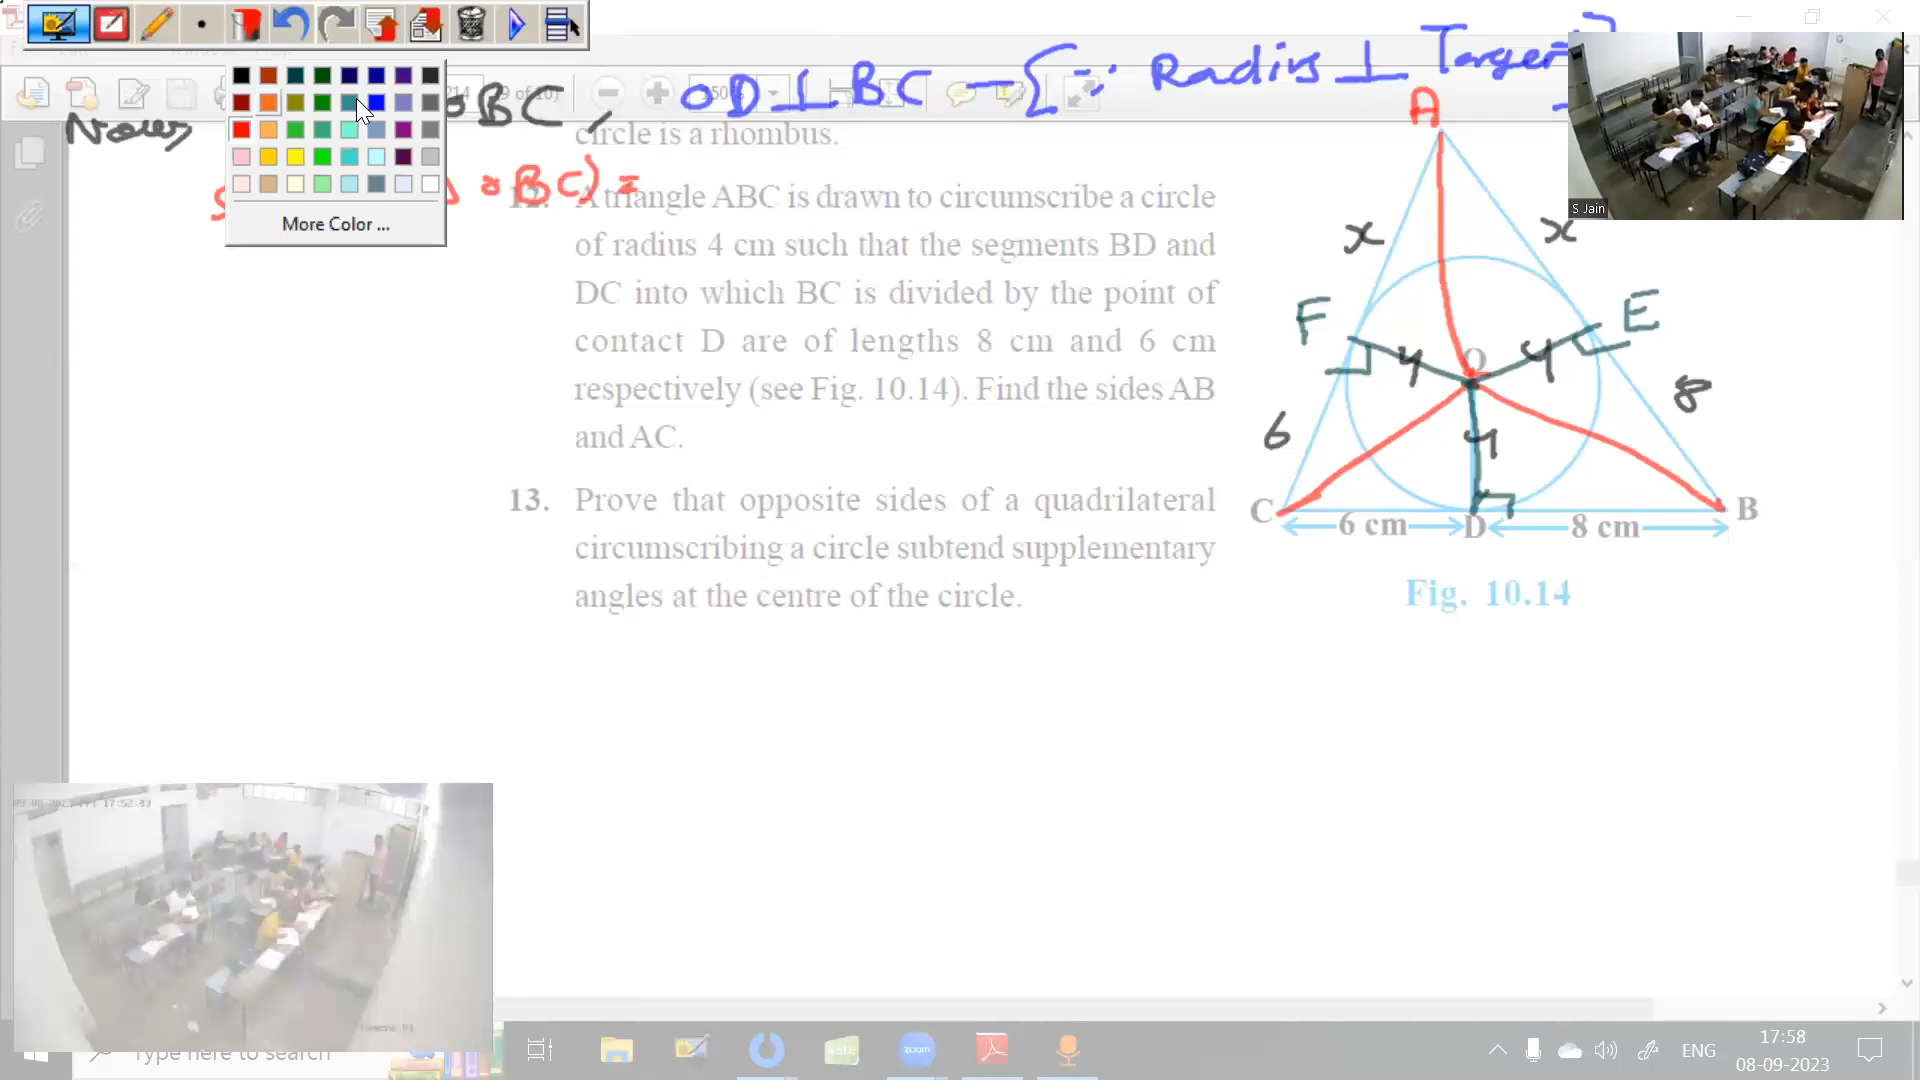 OD⊥BC —{∵ Radius ⊥
Now,
OBC,
OBC) =
S Jain
circle is a rhombus.
12. A triangle ABC is drawn to circumscribe a circle
of radius 4 cm such that the segments BD and
DC into which BC is divided by the point of
contact D are of lengths 8 cm and 6 cm
respectively (see Fig. 10.14). Find the sides AB
and AC.
13. Prove that opposite sides of a quadrilateral
circumscribing a circle subtend supplementary
angles at the centre of the circle.
More Color ...
A
x x
F E
4 O 4
6 4 8
C 6 cm D 8 cm B
Fig. 10.14
Type here to search
zoom
ENG
17:58
08-09-2023